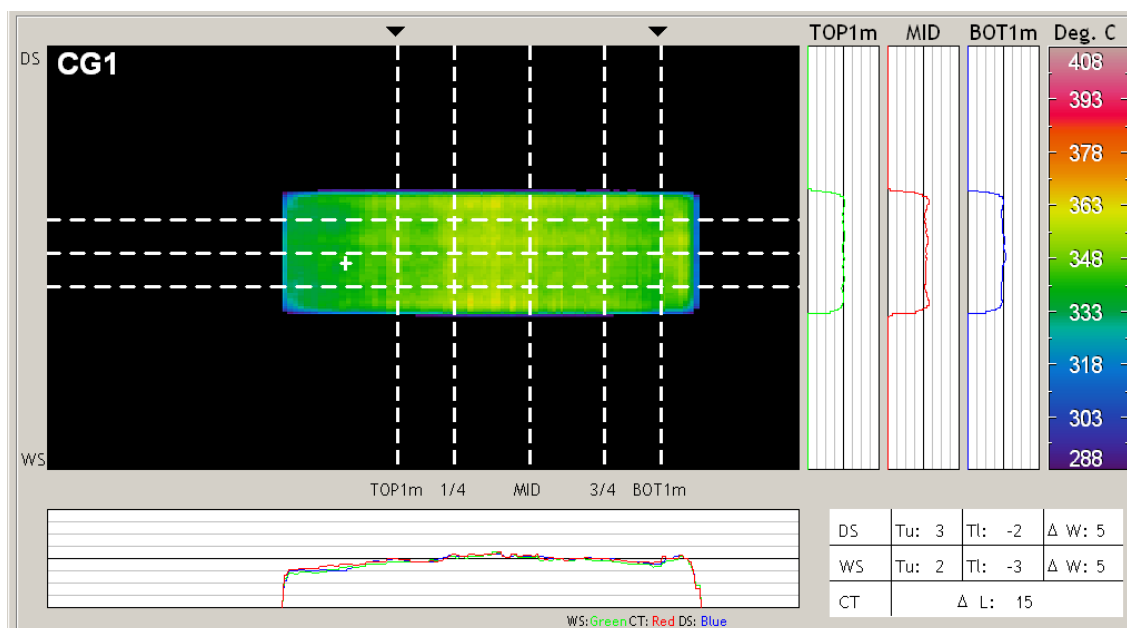 TOP1m MID BOT1m Deg. C
DS
CG1
408
393
378
363
348
333
318
303
288
WS
TOP1m 1/4 MID 3/4 BOT1m
DS Tu: 3 Tl: -2 Δ W: 5
WS Tu: 2 Tl: -3 Δ W: 5
CT Δ L: 15
WS:Green CT: Red DS: Blue